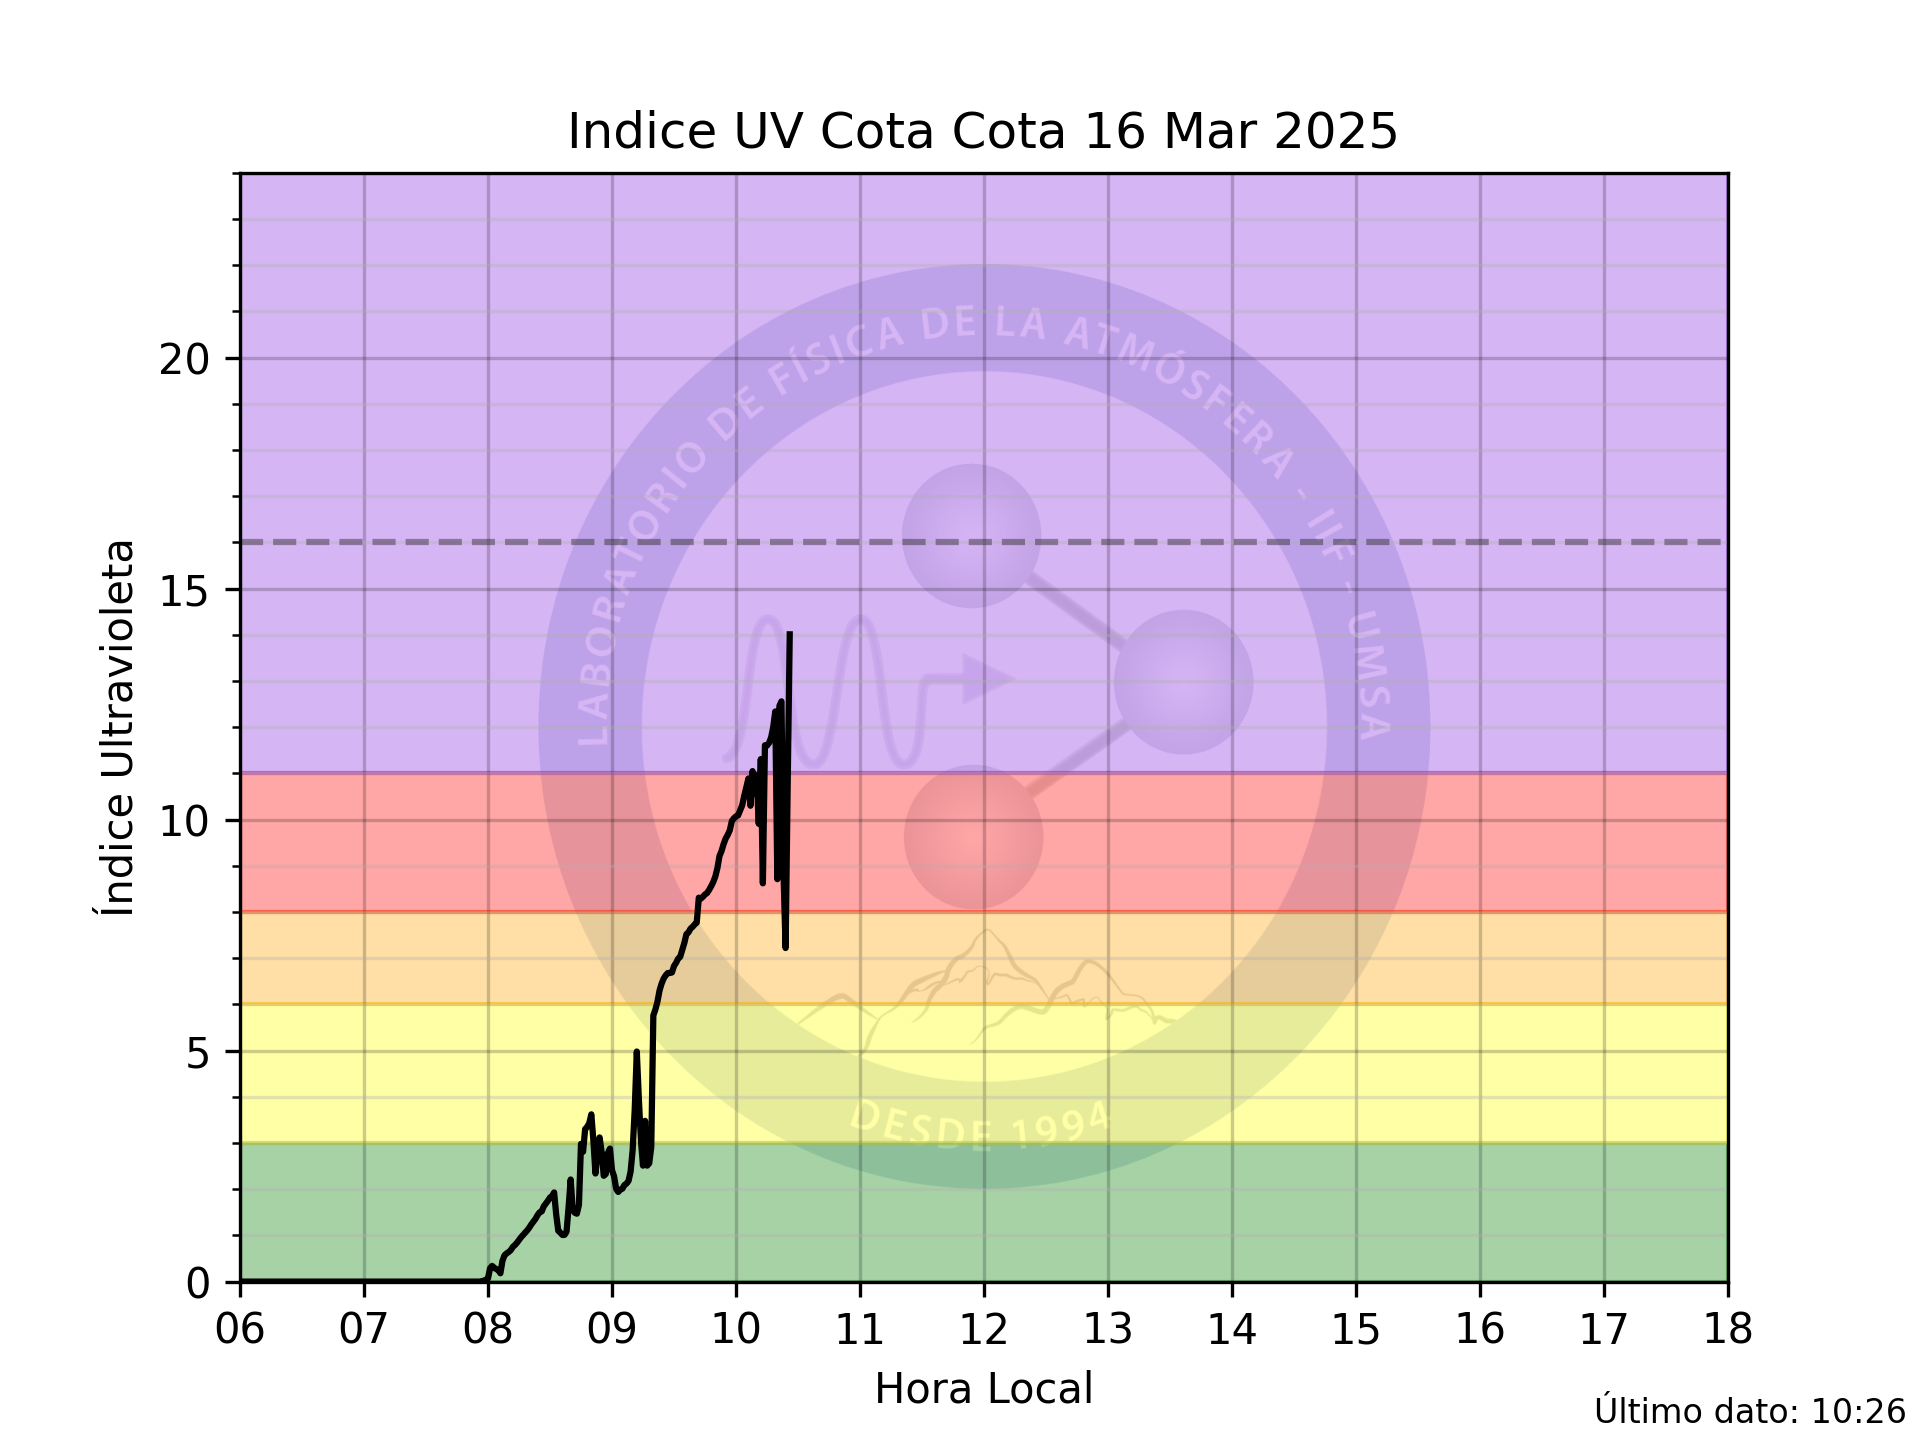 Indice UV Cota Cota 16 Mar 2025
20
15
10
5
0
Índice Ultravioleta
LABORATORIO DE FÍSICA DE LA ATMÓSFERA - IIF - UMSA
DESDE 1994
06 07 08 09 10 11 12 13 14 15 16 17 18
Hora Local
Último dato: 10:26